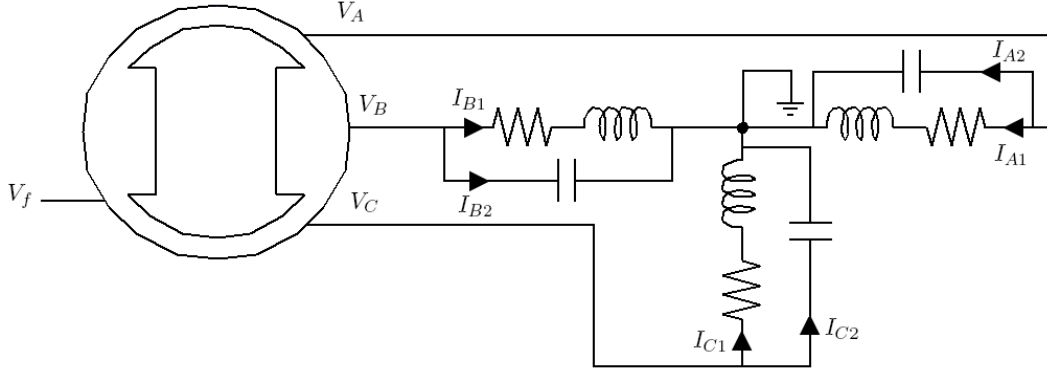 V_A
I_{A2}
V_B
I_{B1}
I_{A1}
V_f
V_C
I_{B2}
I_{C1}
I_{C2}